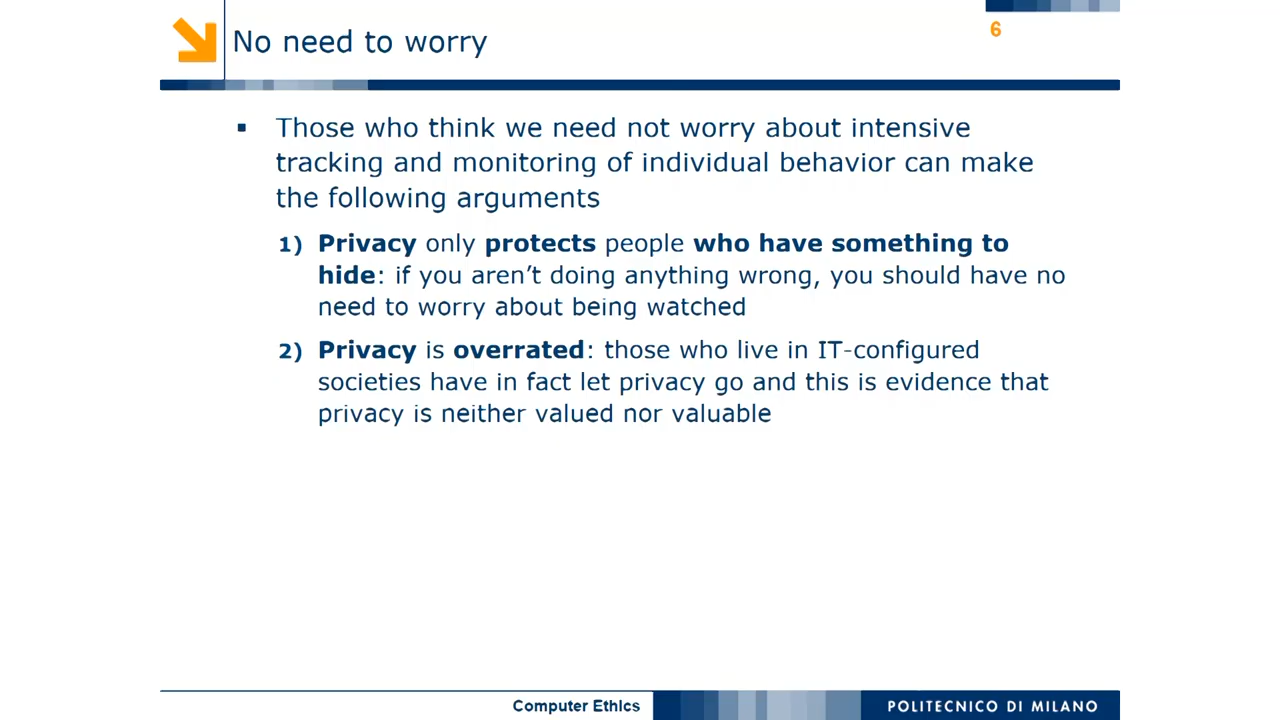 No need to worry
6
▪ Those who think we need not worry about intensive
tracking and monitoring of individual behavior can make
the following arguments
1) Privacy only protects people who have something to
hide: if you aren’t doing anything wrong, you should have no
need to worry about being watched
2) Privacy is overrated: those who live in IT-configured
societies have in fact let privacy go and this is evidence that
privacy is neither valued nor valuable
Computer Ethics
POLITECNICO DI MILANO